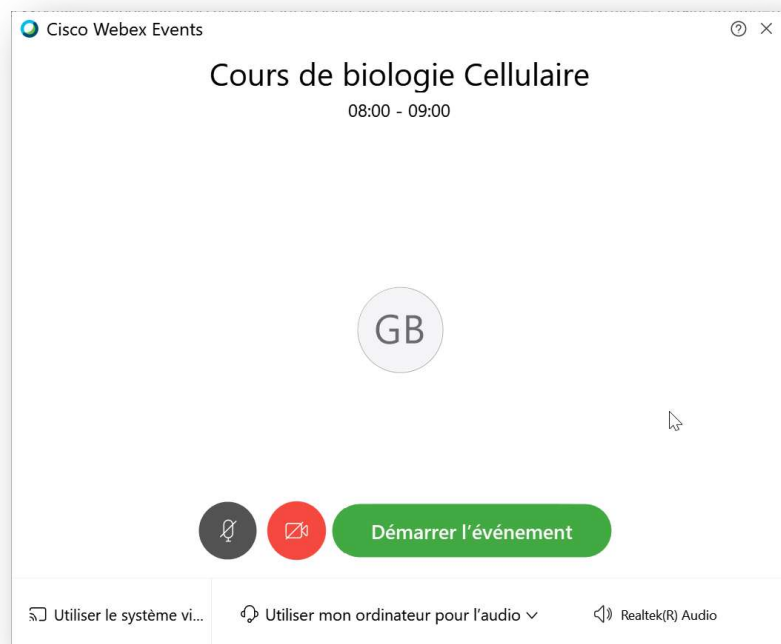 Cisco Webex Events
Cours de biologie Cellulaire
08:00 - 09:00
GB
Démarrer l'événement
Utiliser le système vi...
Utiliser mon ordinateur pour l'audio
Realtek(R) Audio